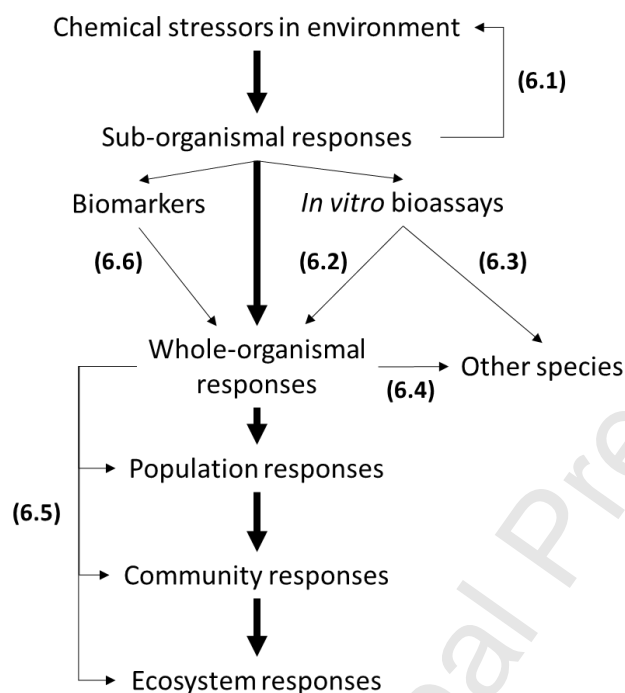 Chemical stressors in environment
(6.1)
Sub-organismal responses
Biomarkers
In vitro bioassays
(6.6)
(6.2)
(6.3)
Whole-organismal
responses
Other species
(6.4)
Population responses
(6.5)
Community responses
Ecosystem responses